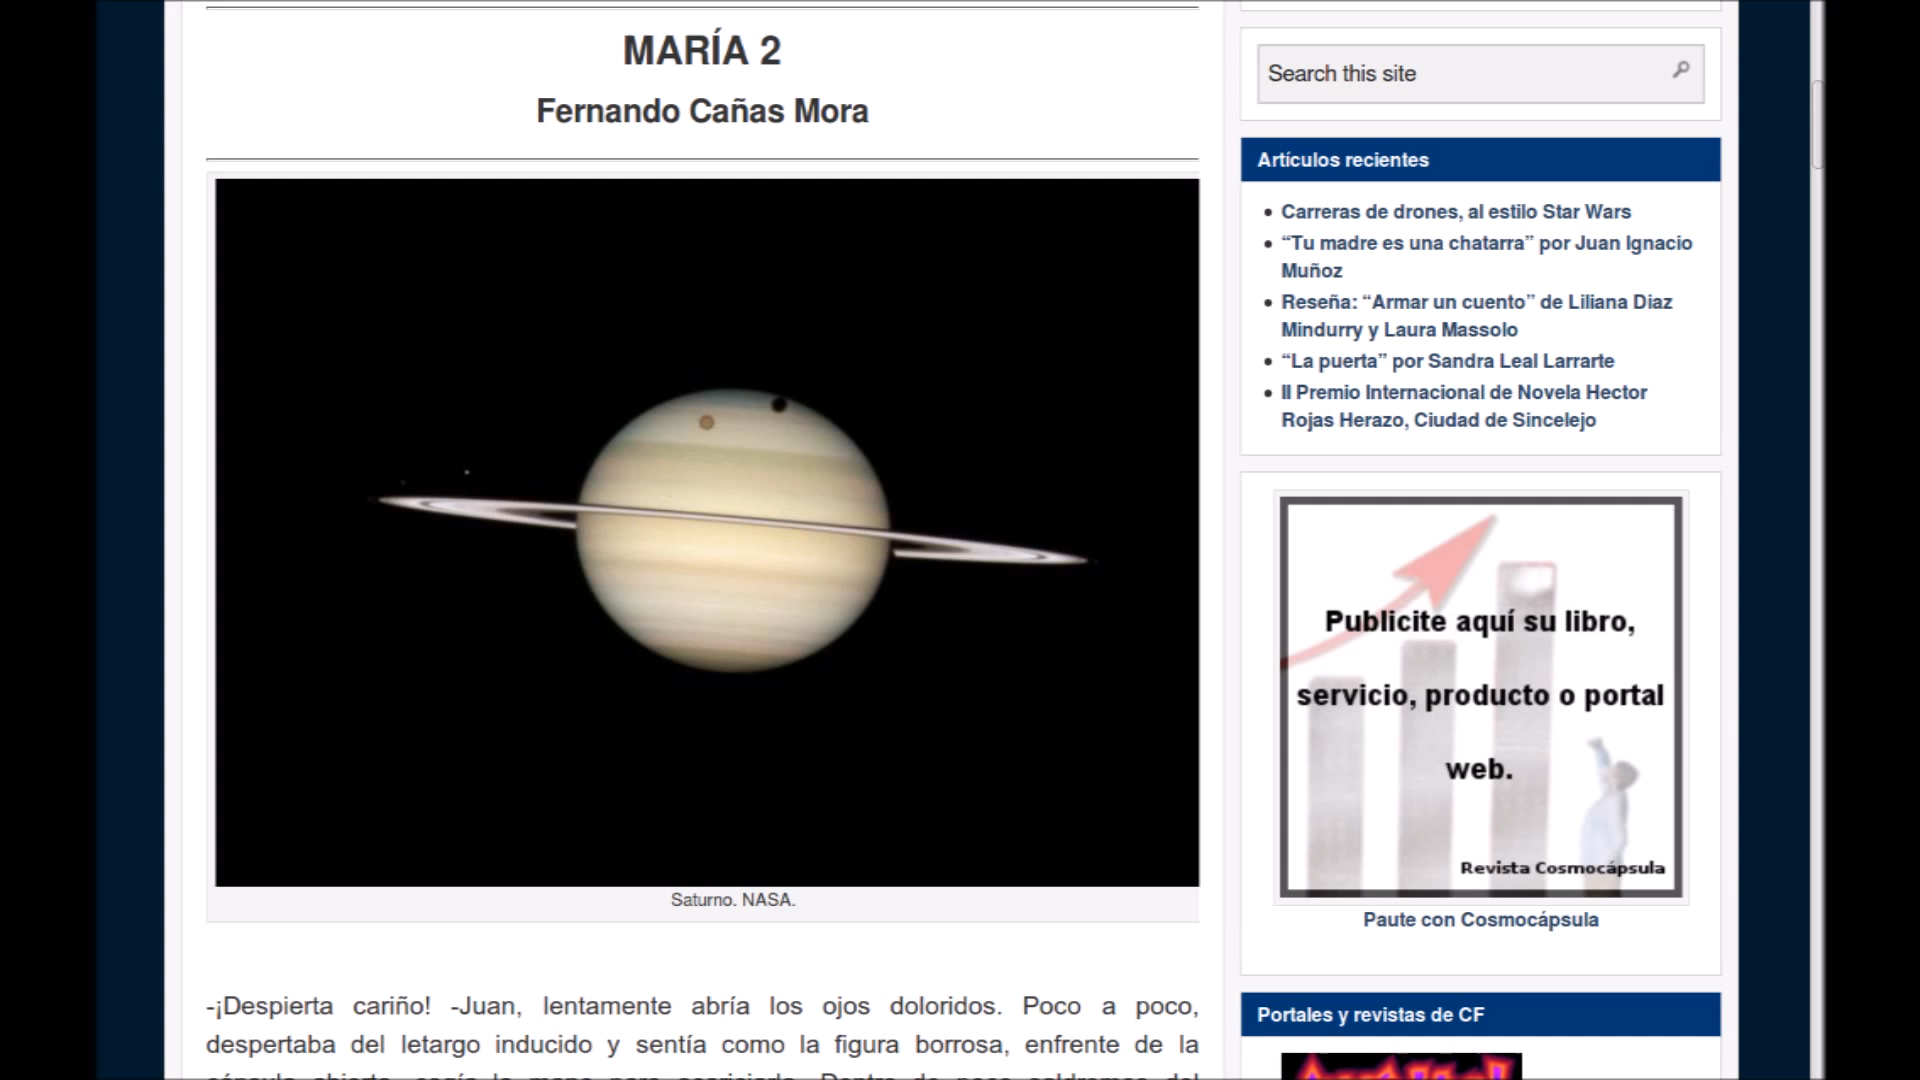 MARÍA 2
Fernando Cañas Mora
Saturno. NASA.
-¡Despierta cariño! -Juan, lentamente abría los ojos doloridos. Poco a poco,
despertaba del letargo inducido y sentía como la figura borrosa, enfrente de la
Search this site
Artículos recientes
Carreras de drones, al estilo Star Wars
“Tu madre es una chatarra” por Juan Ignacio
Muñoz
Reseña: “Armar un cuento” de Liliana Diaz
Mindurry y Laura Massolo
“La puerta” por Sandra Leal Larrarte
II Premio Internacional de Novela Hector
Rojas Herazo, Ciudad de Sincelejo
Publicite aquí su libro,
servicio, producto o portal
web.
Revista Cosmocápsula
Paute con Cosmocápsula
Portales y revistas de CF